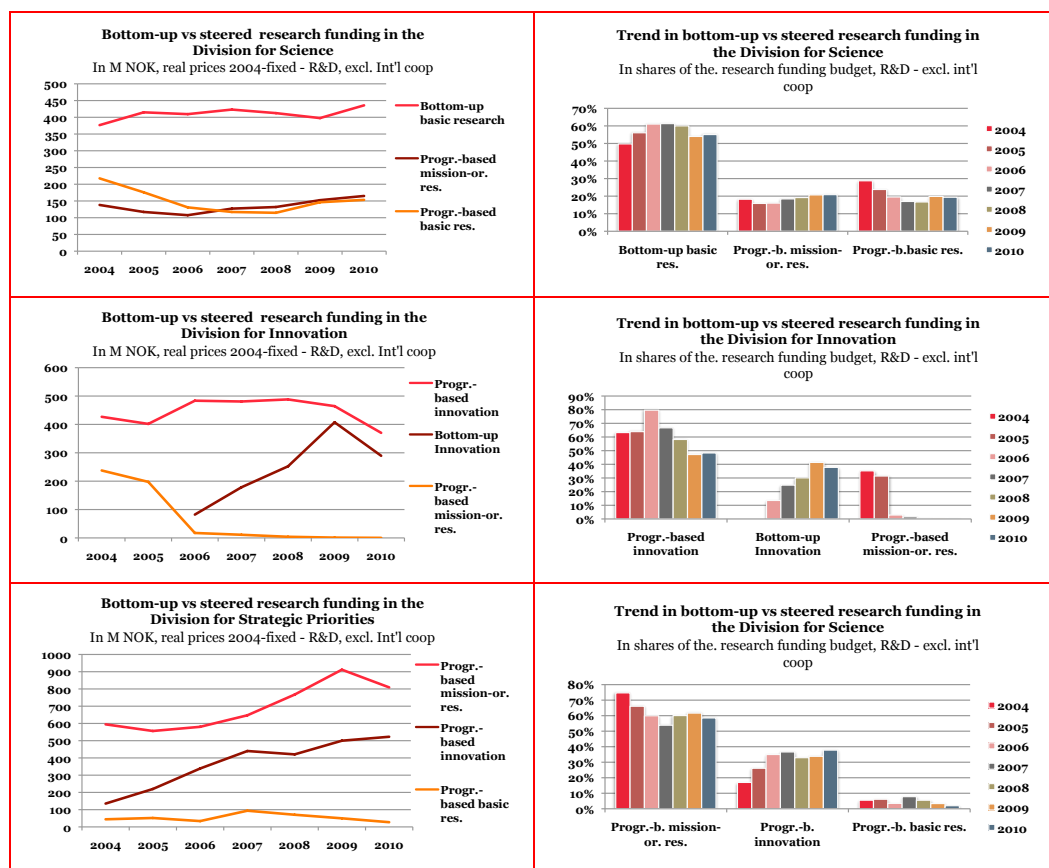 Bottom-up vs steered research funding in the
Division for Science
In M NOK, real prices 2004-fixed - R&D, excl. Int'l coop
500
450
400
350
300
250
200
150
100
50
0
2004 2005 2006 2007 2008 2009 2010
Bottom-up
basic research
Progr.-based
mission-or.
res.
Progr.-based
basic res.
Trend in bottom-up vs steered research funding in
the Division for Science
In shares of the. research funding budget, R&D - excl. int'l
coop
70%
60%
50%
40%
30%
20%
10%
0%
Bottom-up basic
res.
Progr.-b. mission-
or. res.
Progr.-b.basic res.
2004
2005
2006
2007
2008
2009
2010
Bottom-up vs steered research funding in the
Division for Innovation
In M NOK, real prices 2004-fixed - R&D, excl. Int'l coop
600
500
400
300
200
100
0
2004 2005 2006 2007 2008 2009 2010
Progr.-
based
innovation
Bottom-up
Innovation
Progr.-
based
mission-or.
res.
Trend in bottom-up vs steered research funding in
the Division for Innovation
In shares of the. research funding budget, R&D - excl. int'l
coop
90%
80%
70%
60%
50%
40%
30%
20%
10%
0%
Progr.-based
innovation
Bottom-up
Innovation
Progr.-based
mission-or. res.
2004
2005
2006
2007
2008
2009
2010
Bottom-up vs steered research funding in the
Division for Strategic Priorities
In M NOK, real prices 2004-fixed - R&D, excl. Int'l coop
1000
900
800
700
600
500
400
300
200
100
0
2004 2005 2006 2007 2008 2009 2010
Progr.-
based
mission-or.
res.
Progr.-
based
innovation
Progr.-
based basic
res.
Trend in bottom-up vs steered research funding in
the Division for Science
In shares of the. research funding budget, R&D - excl. int'l
coop
80%
70%
60%
50%
40%
30%
20%
10%
0%
Progr.-b. mission-
or. res.
Progr.-b.
innovation
Progr.-b. basic res.
2004
2005
2006
2007
2008
2009
2010